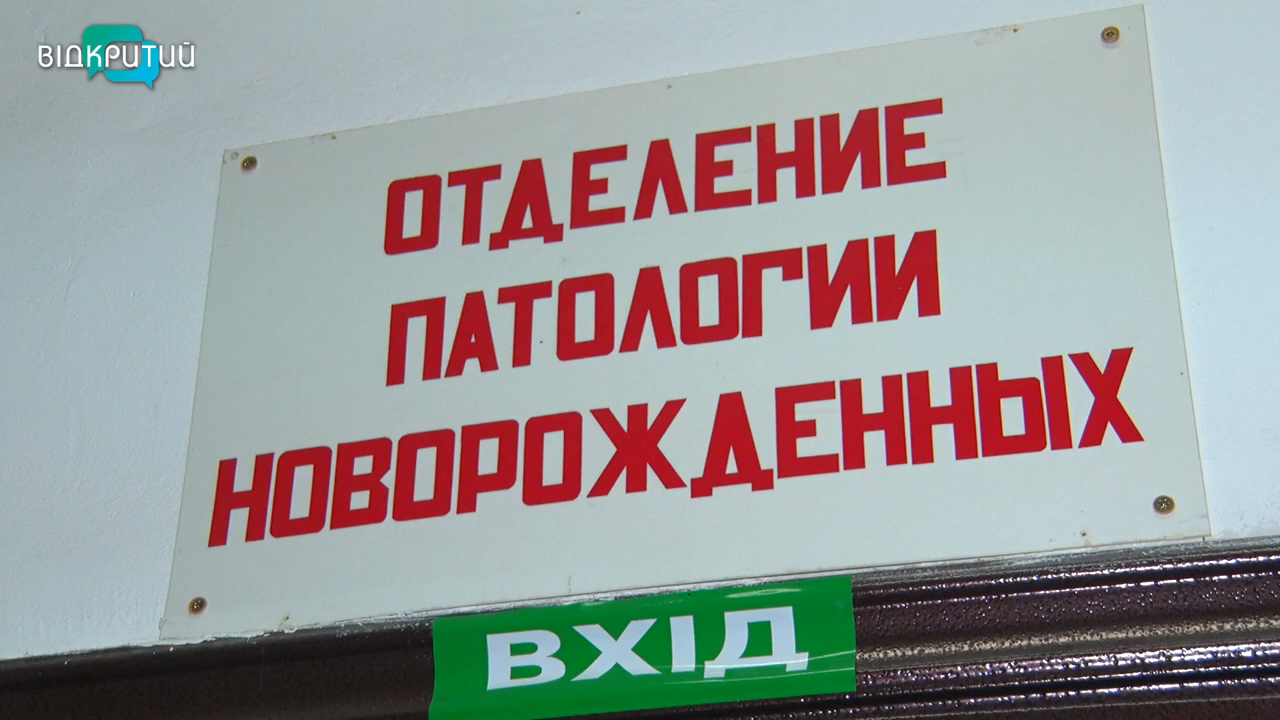 ВІДКРИТИЙ
ОТДЕЛЕНИЕ
ПАТОЛОГИИ
НОВОРОЖДЕННЫХ
ВХІД